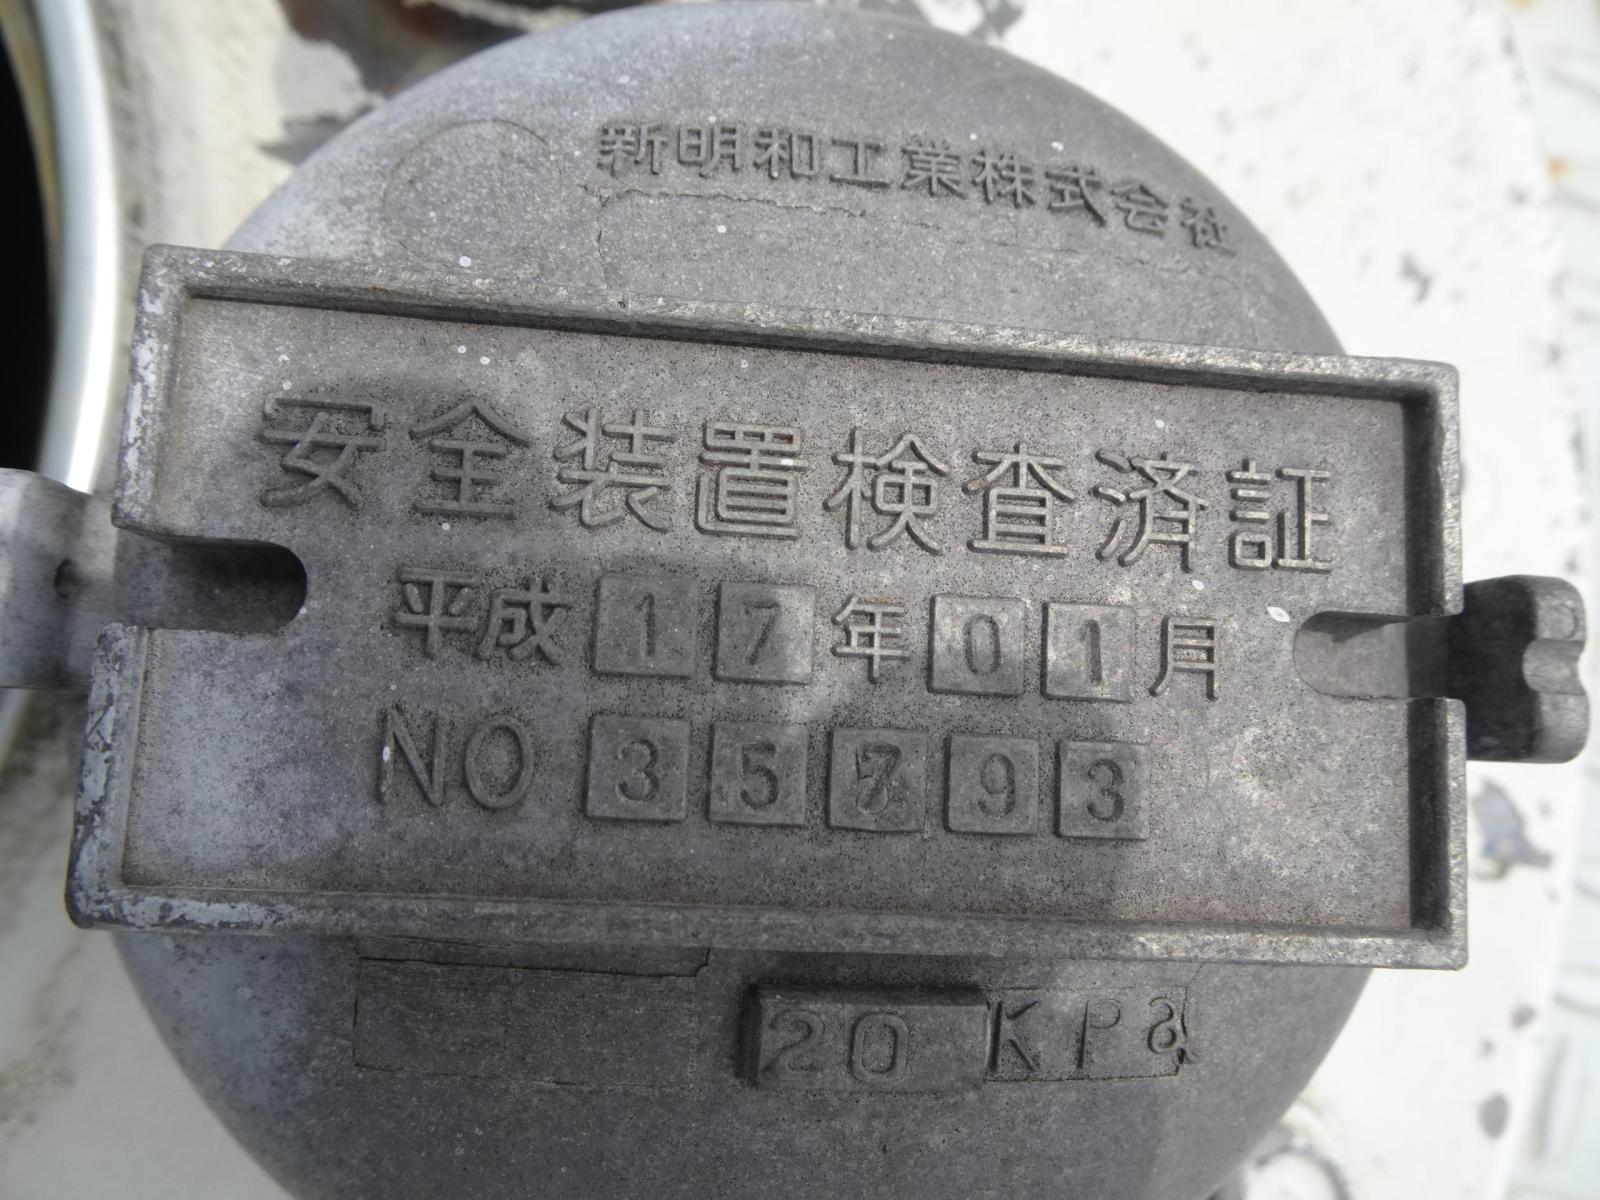 新明和工業株式会社
安全装置検査済証
平成17年01月
NO 35793
20 KPa